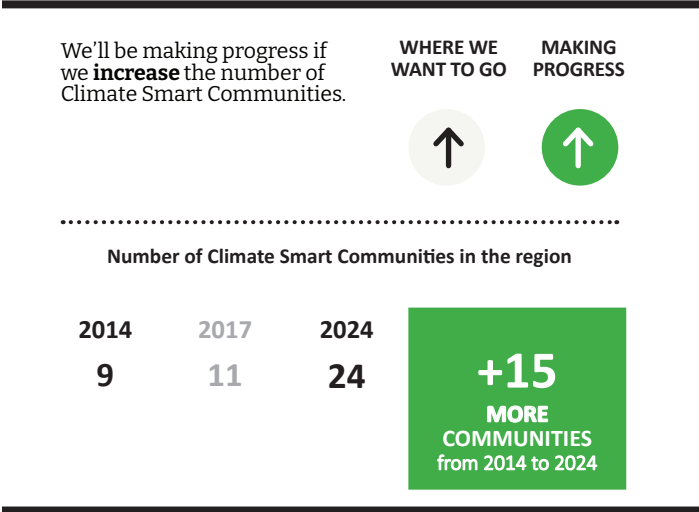 We’ll be making progress if
we increase the number of
Climate Smart Communities.
WHERE WE
WANT TO GO
MAKING
PROGRESS
Number of Climate Smart Communities in the region
2014 2017 2024
9 11 24
+15
MORE
COMMUNITIES
from 2014 to 2024